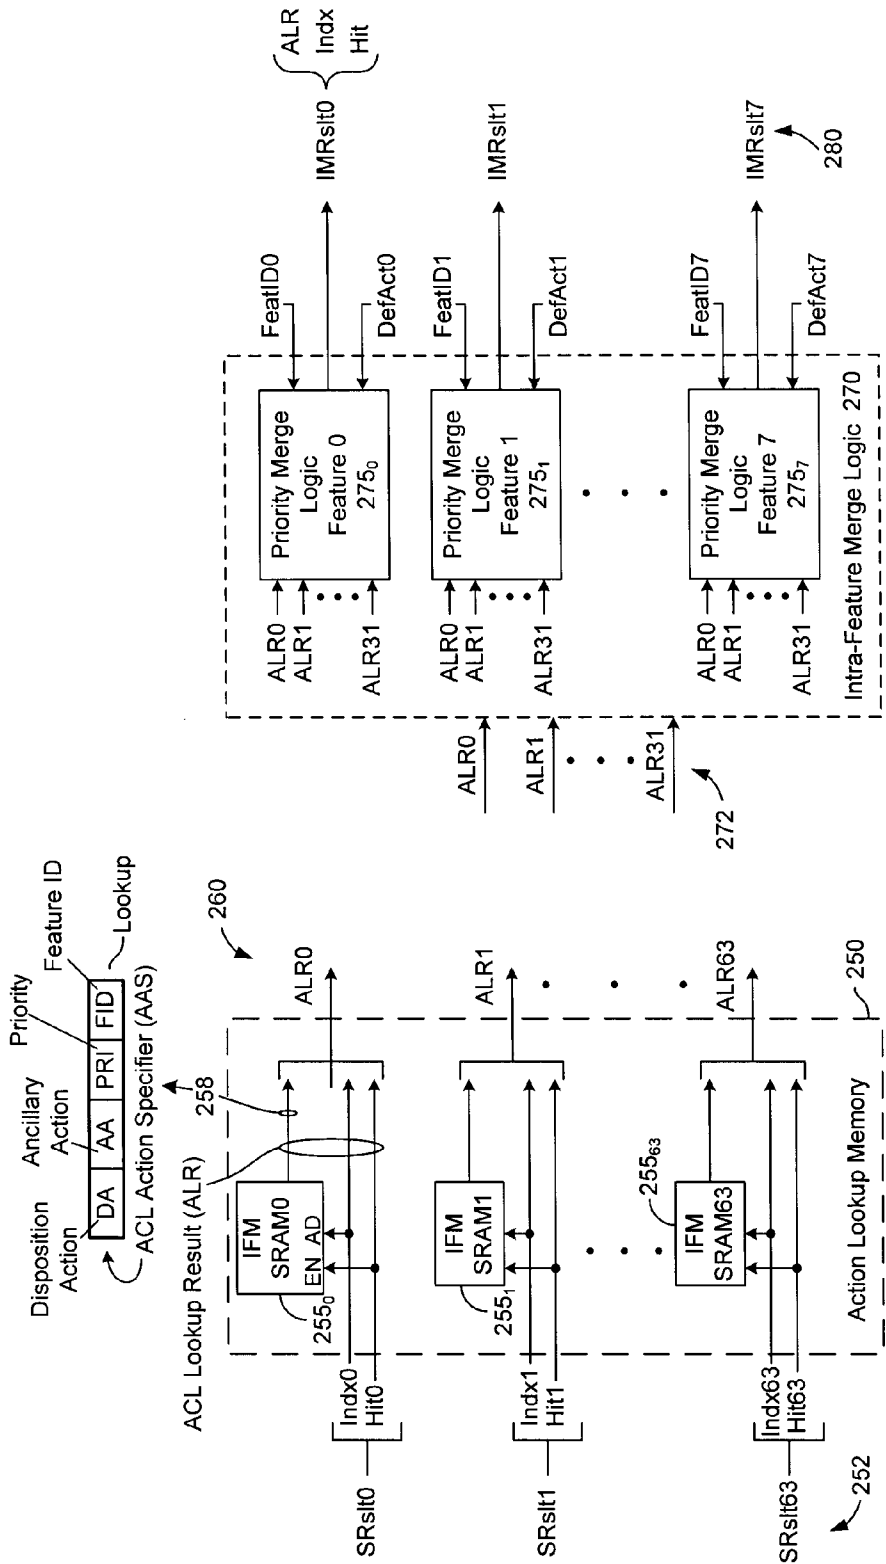 Disposition
Action
Ancillary
Action
Priority
Feature ID
DA AA PRI FID
Lookup
ACL Action Specifier (AAS)
ACL Lookup Result (ALR)
258
260
SRslt0
Indx0
Hit0
IFM
SRAM0
EN AD
255₀
ALR0
SRslt1
Indx1
Hit1
IFM
SRAM1
255₁
ALR1
SRslt63
Indx63
Hit63
IFM
SRAM63
255₆₃
ALR63
252
Action Lookup Memory
250
ALR0
ALR1
ALR31
272
ALR0
ALR1
ALR31
Priority Merge
Logic
Feature 0
275₀
FeatID0
DefAct0
IMRslt0
ALR
Indx
Hit
ALR0
ALR1
ALR31
Priority Merge
Logic
Feature 1
275₁
FeatID1
DefAct1
IMRslt1
ALR0
ALR1
ALR31
Priority Merge
Logic
Feature 7
275₇
FeatID7
DefAct7
IMRslt7
280
Intra-Feature Merge Logic 270